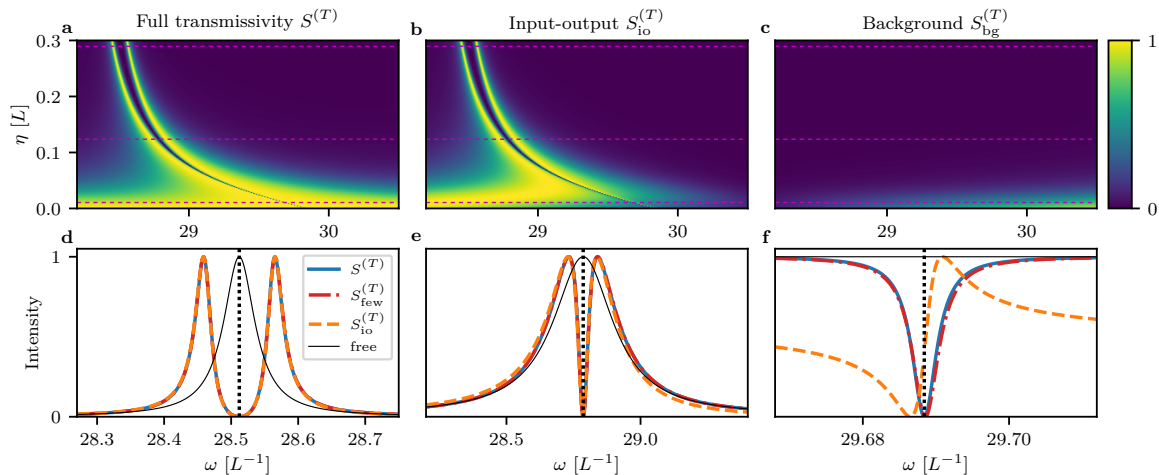 Full transmissivity S^(T)
Input-output S_io^(T)
Background S_bg^(T)
a
b
c
0.3
0.2
0.1
0.0
η [L]
29
30
29
30
29
30
1
0
d
e
f
1
0
Intensity
S^(T)
S_few^(T)
S_io^(T)
free
28.3
28.4
28.5
28.6
28.7
28.5
29.0
29.68
29.70
ω [L⁻¹]
ω [L⁻¹]
ω [L⁻¹]